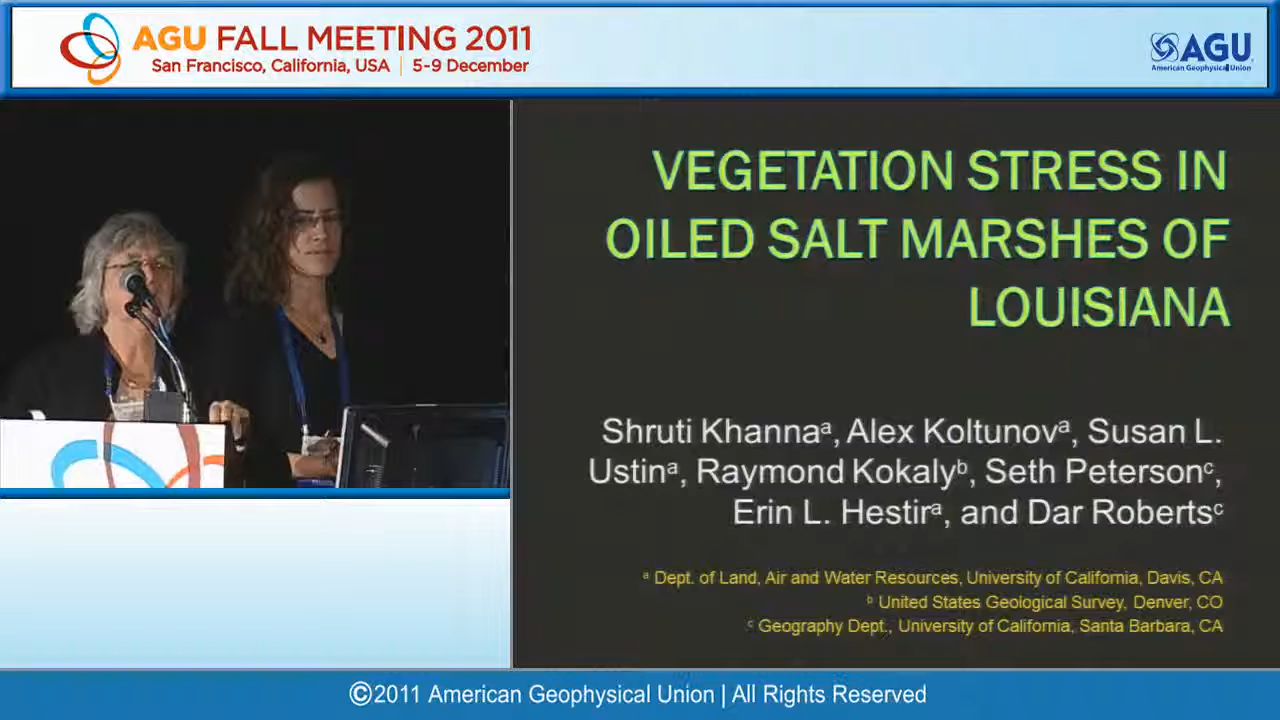 AGU FALL MEETING 2011
San Francisco, California, USA | 5-9 December
AGU
American Geophysical Union
VEGETATION STRESS IN
OILED SALT MARSHES OF
LOUISIANA
Shruti Khannaᵃ, Alex Koltunovᵃ, Susan L.
Ustinᵃ, Raymond Kokalyᵇ, Seth Petersonᶜ,
Erin L. Hestirᵃ, and Dar Robertsᶜ
ᵃ Dept. of Land, Air and Water Resources, University of California, Davis, CA
ᵇ United States Geological Survey, Denver, CO
ᶜ Geography Dept., University of California, Santa Barbara, CA
©2011 American Geophysical Union | All Rights Reserved